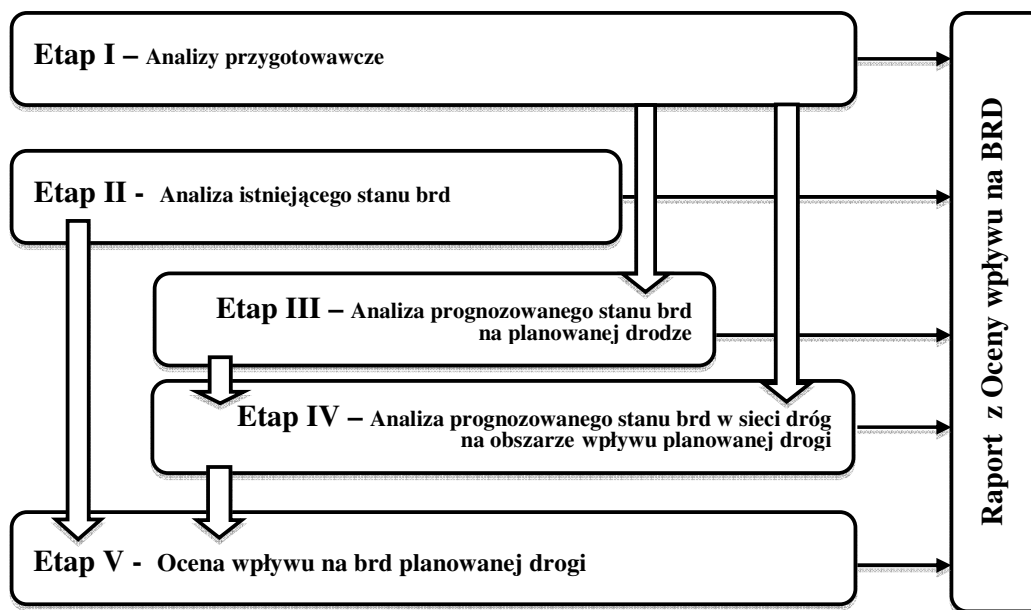 Etap I – Analizy przygotowawcze
Etap II - Analiza istniejącego stanu brd
Etap III – Analiza prognozowanego stanu brd
na planowanej drodze
Etap IV – Analiza prognozowanego stanu brd w sieci dróg
na obszarze wpływu planowanej drogi
Etap V - Ocena wpływu na brd planowanej drogi
Raport z Oceny wpływu na BRD